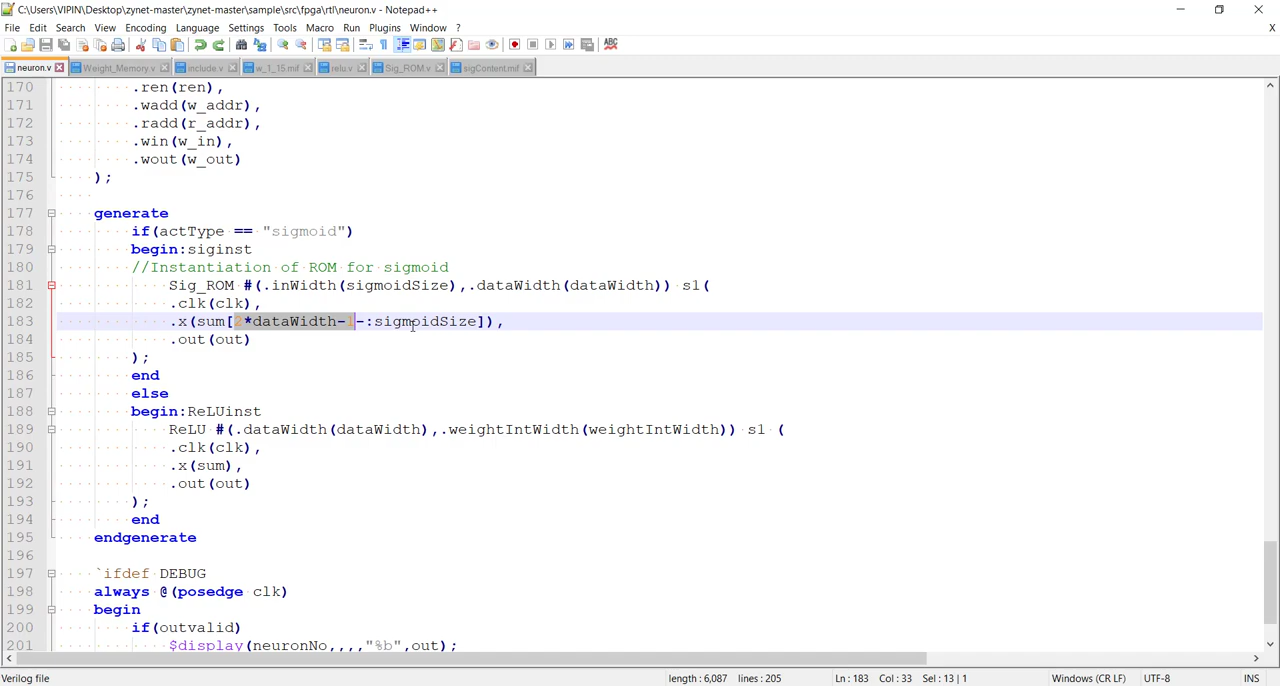 C:\Users\VIPIN\Desktop\zynet-master\zynet-master\sample\src\fpga\rtl\neuron.v - Notepad++
File Edit Search View Encoding Language Settings Tools Macro Run Plugins Window ? X
neuron.v Weight_Memory.v include.v w_1_15.mif relu.v Sig_ROM.v sigContent.mif
170 .ren(ren),
171 .wadd(w_addr),
172 .radd(r_addr),
173 .win(w_in),
174 .wout(w_out)
175 );
176
177 generate
178 if(actType == "sigmoid")
179 begin:siginst
180 //Instantiation of ROM for sigmoid
181 Sig_ROM #(.inWidth(sigmoidSize),.dataWidth(dataWidth)) s1(
182 .clk(clk),
183 .x(sum[2*dataWidth-1-:sigmoidSize]),
184 .out(out)
185 );
186 end
187 else
188 begin:ReLUinst
189 ReLU #(.dataWidth(dataWidth),.weightIntWidth(weightIntWidth)) s1 (
190 .clk(clk),
191 .x(sum),
192 .out(out)
193 );
194 end
195 endgenerate
196
197 `ifdef DEBUG
198 always @(posedge clk)
199 begin
200 if(outvalid)
201 $display(neuronNo,,,,"%b",out);
Verilog file length : 6,087 lines : 205 Ln : 183 Col : 33 Sel : 13 | 1 Windows (CR LF) UTF-8 INS